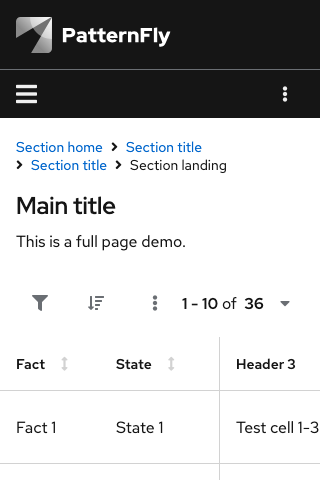 PatternFly
Section home Section title
Section title Section landing
Main title
This is a full page demo.
1 - 10 of 36
Fact State Header 3
Fact 1 State 1 Test cell 1-3